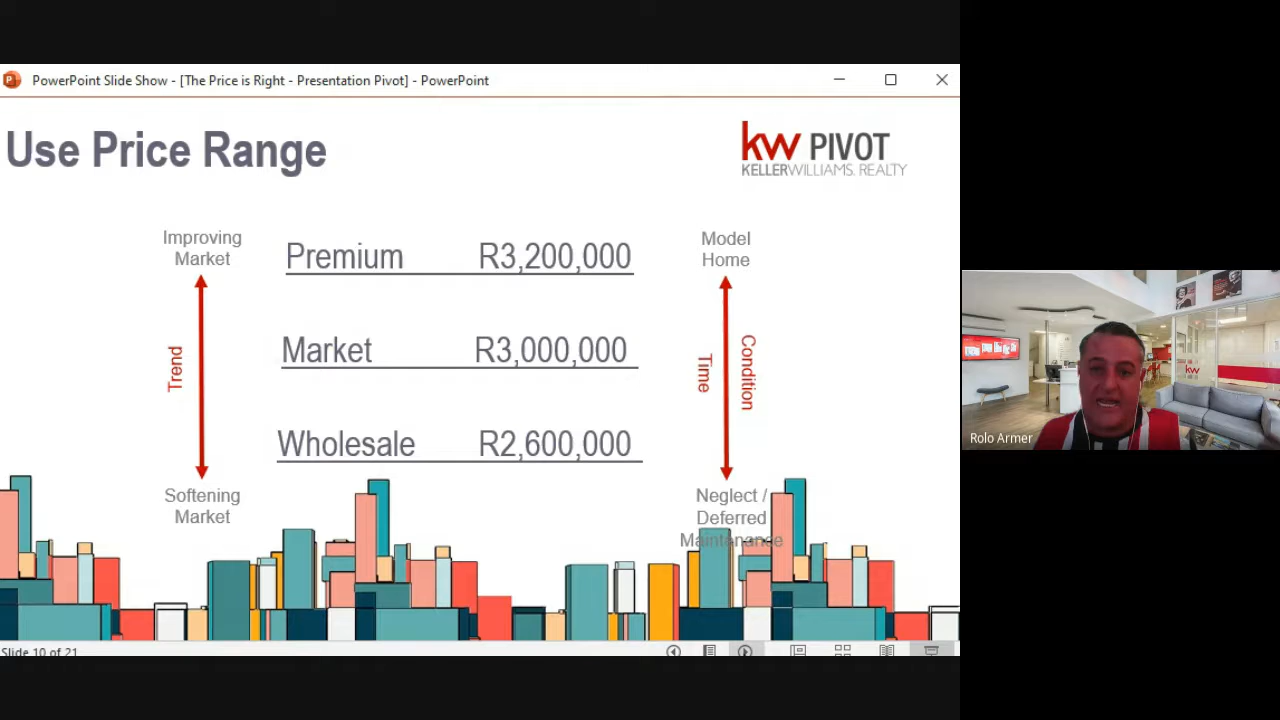 PowerPoint Slide Show - [The Price is Right - Presentation Pivot] - PowerPoint
Use Price Range
kw PIVOT
KELLERWILLIAMS. REALTY
Improving
Market
Premium R3,200,000
Model
Home
Trend
Market R3,000,000
Time
Condition
Wholesale R2,600,000
Softening
Market
Neglect /
Deferred
Maintenance
Slide 10 of 21
kw
Rolo Armer